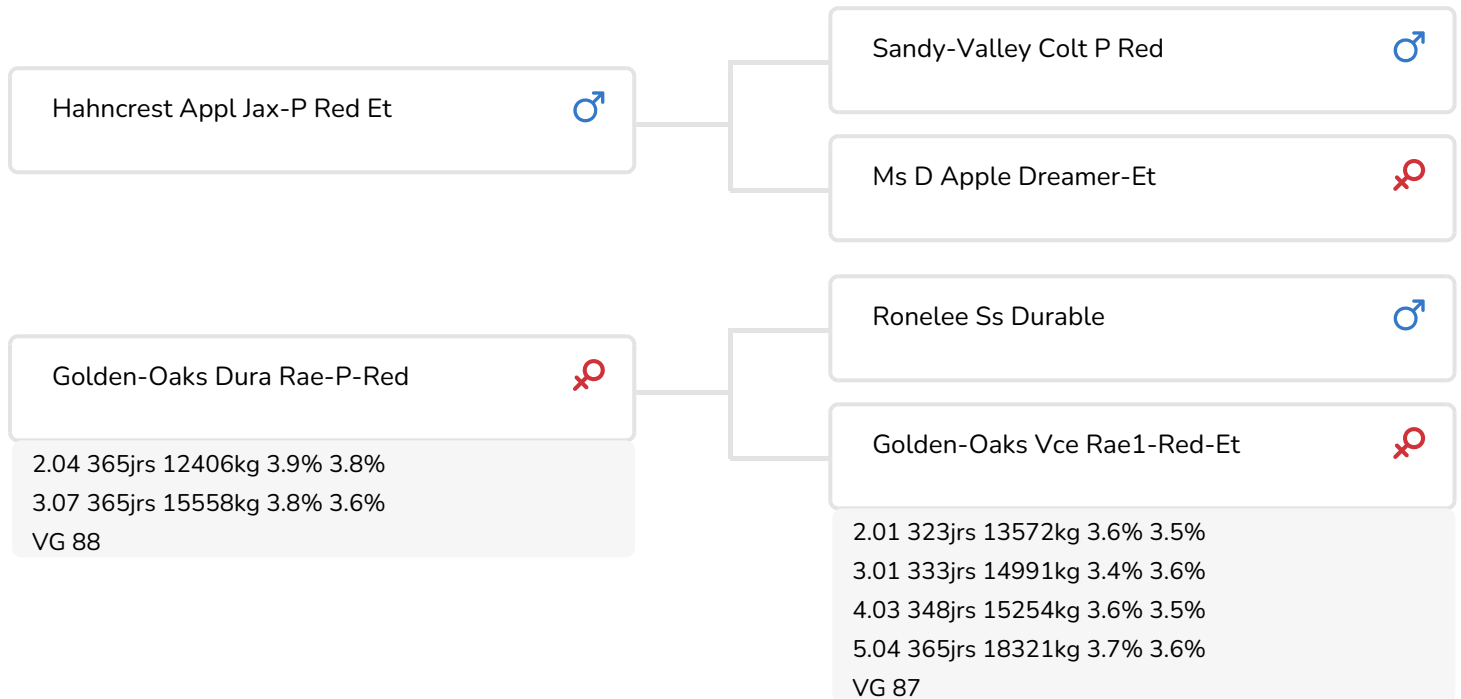 Hahncrest Appl Jax-P Red Et
Sandy-Valley Colt P Red
Ms D Apple Dreamer-Et
Golden-Oaks Dura Rae-P-Red
2.04 365jrs 12406kg 3.9% 3.8%
3.07 365jrs 15558kg 3.8% 3.6%
VG 88
Ronelee Ss Durable
Golden-Oaks Vce Rae1-Red-Et
2.01 323jrs 13572kg 3.6% 3.5%
3.01 333jrs 14991kg 3.4% 3.6%
4.03 348jrs 15254kg 3.6% 3.5%
5.04 365jrs 18321kg 3.7% 3.6%
VG 87